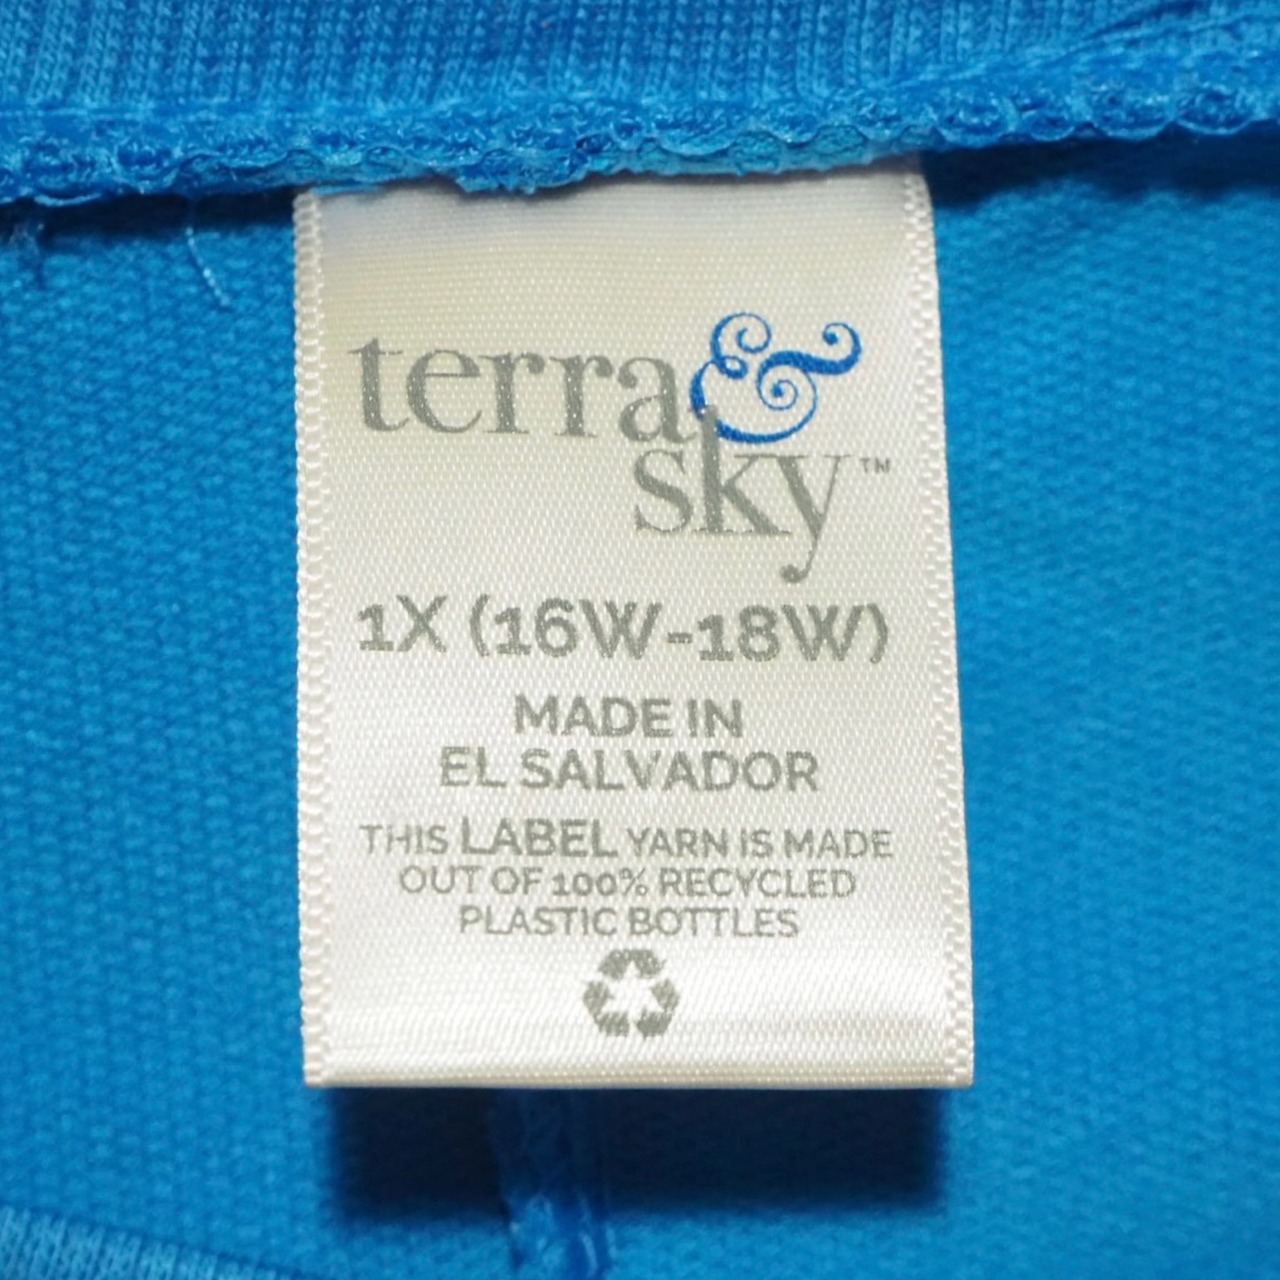 terra &
sky™
1X (16W-18W)
MADE IN
EL SALVADOR
THIS LABEL YARN IS MADE
OUT OF 100% RECYCLED
PLASTIC BOTTLES